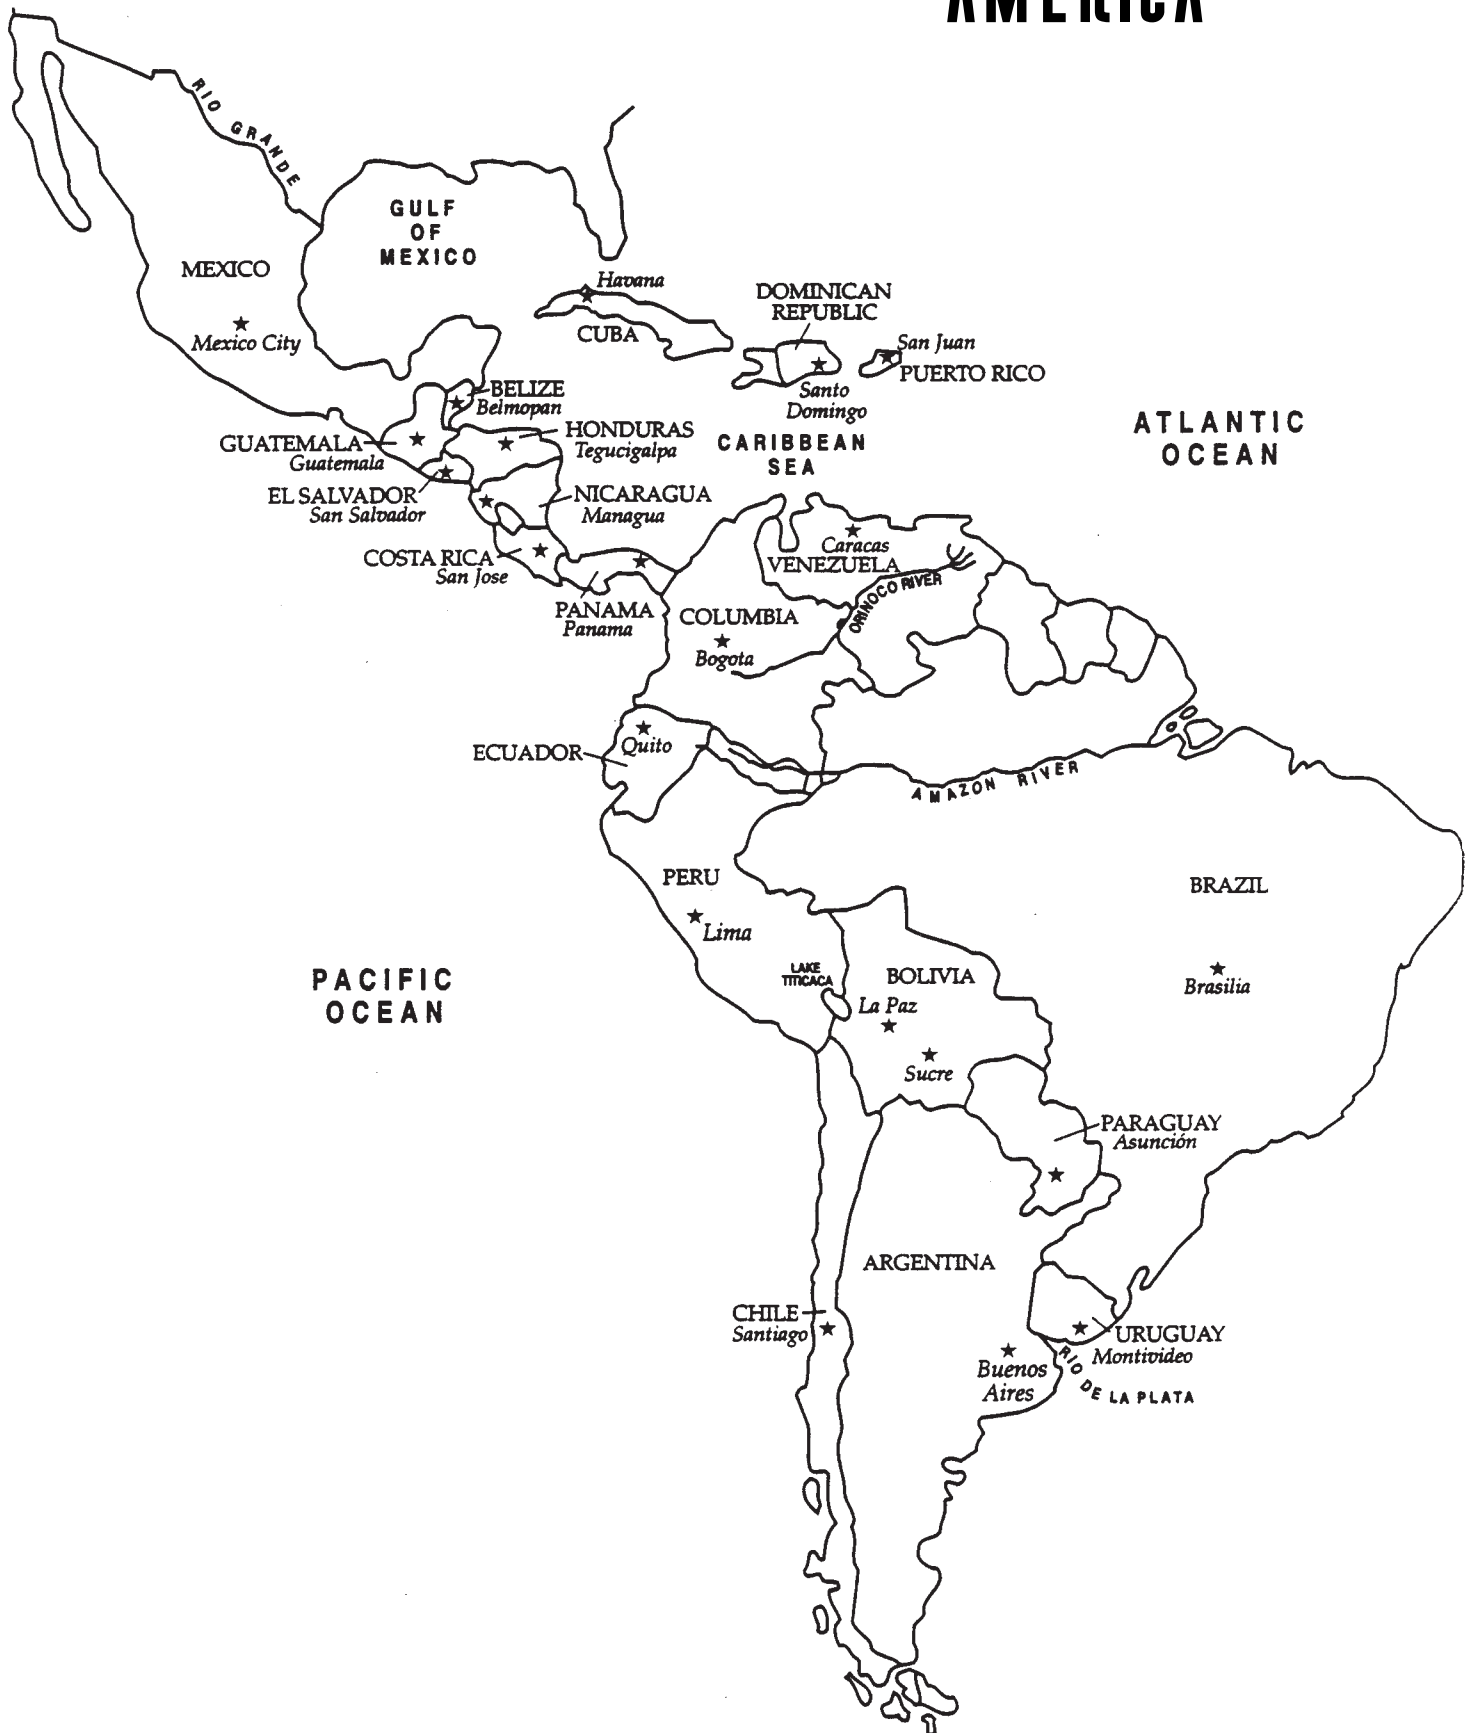 AMERICA
RIO GRANDE
GULF
OF
MEXICO
MEXICO
Mexico City
Havana
CUBA
DOMINICAN
REPUBLIC
Santo
Domingo
San Juan
PUERTO RICO
BELIZE
Belmopan
GUATEMALA
Guatemala
HONDURAS
Tegucigalpa
CARIBBEAN
SEA
ATLANTIC
OCEAN
EL SALVADOR
San Salvador
NICARAGUA
Managua
COSTA RICA
San Jose
PANAMA
Panama
Caracas
VENEZUELA
ORINOCO RIVER
COLUMBIA
Bogota
ECUADOR
Quito
AMAZON RIVER
PERU
Lima
BRAZIL
Brasilia
PACIFIC
OCEAN
LAKE
TITICACA
BOLIVIA
La Paz
Sucre
PARAGUAY
Asunción
ARGENTINA
CHILE
Santiago
URUGUAY
Montivideo
Buenos
Aires
RIO DE LA PLATA